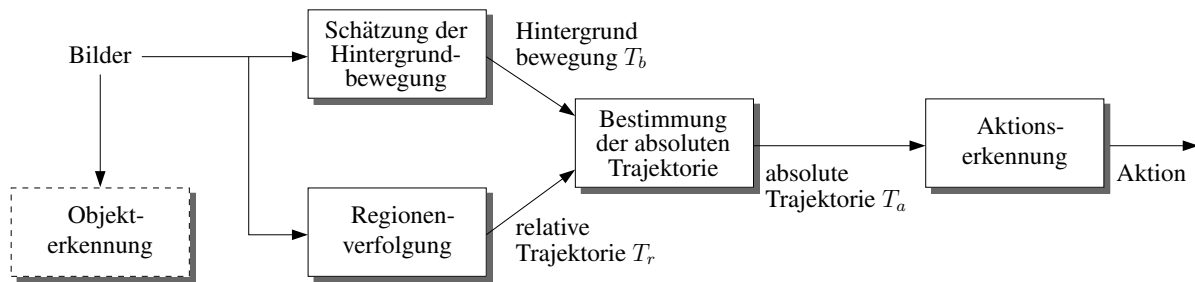 Bilder
Schätzung der
Hintergrund-
bewegung
Hintergrund
bewegung T_b
Bestimmung
der absoluten
Trajektorie
Aktions-
erkennung
Aktion
absolute
Trajektorie T_a
Objekt-
erkennung
Regionen-
verfolgung
relative
Trajektorie T_r